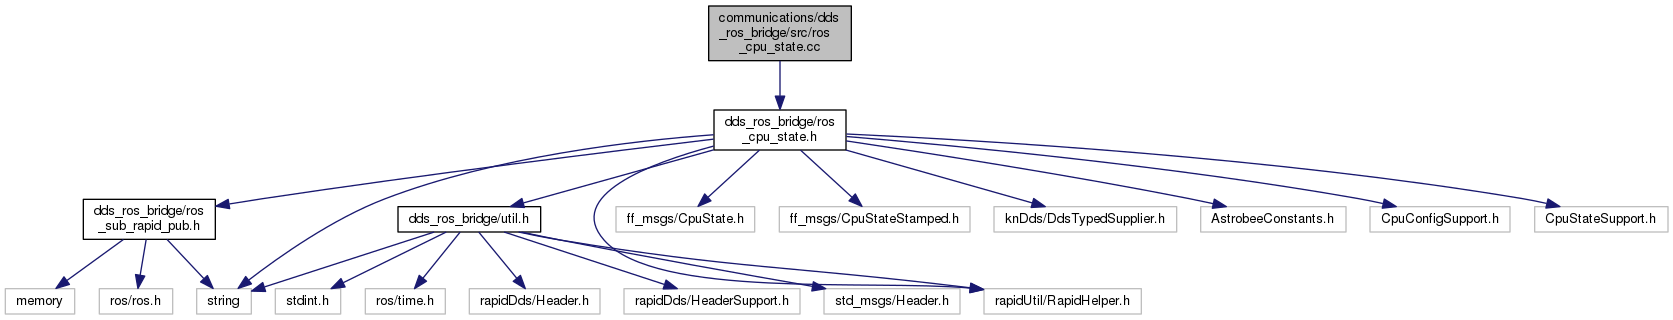 communications/dds
_ros_bridge/src/ros
_cpu_state.cc
dds_ros_bridge/ros
_cpu_state.h
dds_ros_bridge/ros
_sub_rapid_pub.h
dds_ros_bridge/util.h
ff_msgs/CpuState.h
ff_msgs/CpuStateStamped.h
knDds/DdsTypedSupplier.h
AstrobeeConstants.h
CpuConfigSupport.h
CpuStateSupport.h
memory
ros/ros.h
string
stdint.h
ros/time.h
rapidDds/Header.h
rapidDds/HeaderSupport.h
std_msgs/Header.h
rapidUtil/RapidHelper.h